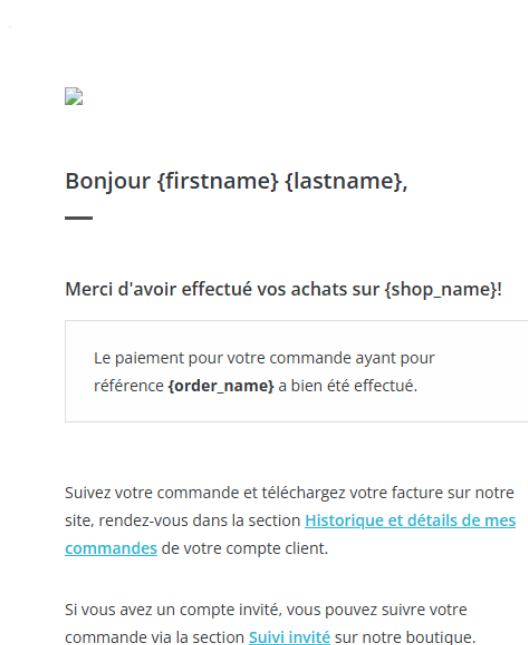 Bonjour {firstname} {lastname},
Merci d'avoir effectué vos achats sur {shop_name}!
Le paiement pour votre commande ayant pour
référence {order_name} a bien été effectué.
Suivez votre commande et téléchargez votre facture sur notre
site, rendez-vous dans la section Historique et détails de mes
commandes de votre compte client.
Si vous avez un compte invité, vous pouvez suivre votre
commande via la section Suivi invité sur notre boutique.